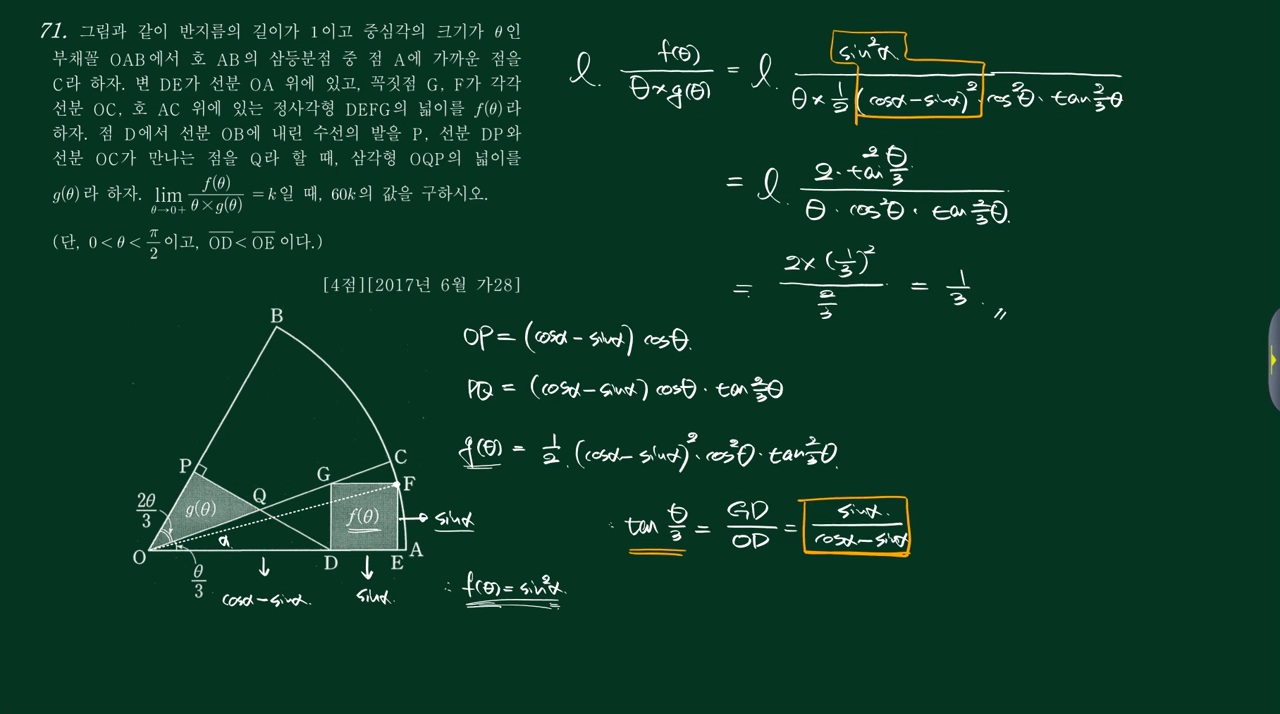 71. 그림과 같이 반지름의 길이가 1이고 중심각의 크기가 θ인
부채꼴 OAB에서 호 AB의 삼등분점 중 점 A에 가까운 점을
C라 하자. 변 DE가 선분 OA 위에 있고, 꼭짓점 G, F가 각각
선분 OC, 호 AC 위에 있는 정사각형 DEFG의 넓이를 f(θ)라
하자. 점 D에서 선분 OB에 내린 수선의 발을 P, 선분 DP와
선분 OC가 만나는 점을 Q라 할 때, 삼각형 OQP의 넓이를
g(θ)라 하자. lim_{θ→0+} f(θ)/(θ×g(θ)) = k일 때, 60k의 값을 구하시오.
(단, 0<θ<π/2이고, \overline{OD}<\overline{OE}이다.)
[4점][2017년 6월 가28]
l. f(θ)/(θ×g(θ)) = l. sin²α/(θ×1/2(cosα-sinα)²·cos²θ·tan 2/3θ)
= l. 2·tan² θ/3/(θ·cos²θ·tan 2/3θ)
= 2×(1/3)²/(2/3) = 1/3.,,
OP = (cosα-sinα) cosθ.
PQ = (cosα-sinα) cosθ·tan 2/3θ
g(θ) = 1/2.(cosα-sinα)²·cos²θ·tan 2/3θ.
∴ tan θ/3 = GD/OD = sinα./(cosα-sinα)
B
C
P
G
F
Q
2θ/3
g(θ)
f(θ)
→ sinα
α
O
D
E
A
θ/3
cosα-sinα.
sinα.
∴ f(θ)=sin²α.